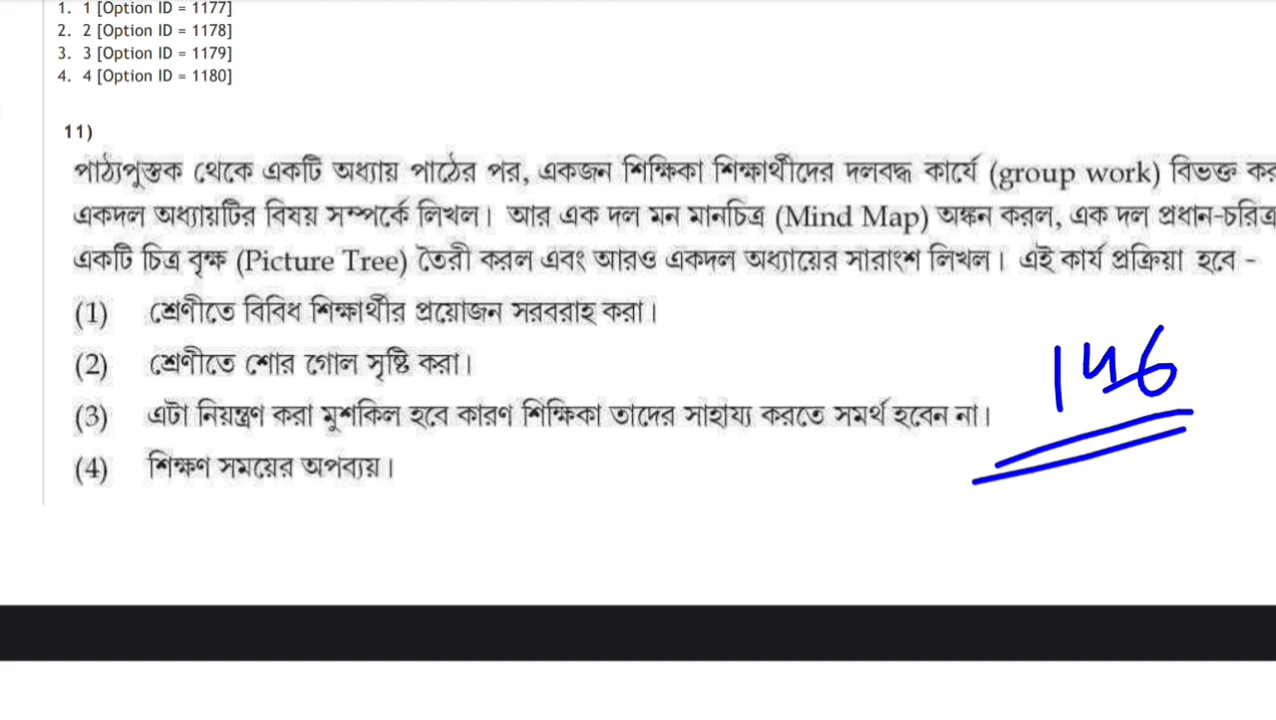 1. 1 [Option ID = 1177]
2. 2 [Option ID = 1178]
3. 3 [Option ID = 1179]
4. 4 [Option ID = 1180]
11)
পাঠ্যপুস্তক থেকে একটি অধ্যায় পাঠের পর, একজন শিক্ষিকা শিক্ষার্থীদের দলবদ্ধ কার্যে (group work) বিভক্ত
একদল অধ্যায়টির বিষয় সম্পর্কে লিখল। আর এক দল মন মানচিত্র (Mind Map) অঙ্কন করল, এক দল প্রধান-চরিত্র
একটি চিত্র বৃক্ষ (Picture Tree) তৈরী করল এবং আরও একদল অধ্যায়ের সারাংশ লিখল। এই কার্য প্রক্রিয়া হবে -
(1) শ্রেণীতে বিবিধ শিক্ষার্থীর প্রয়োজন সরবরাহ করা।
(2) শ্রেণীতে শোর গোল সৃষ্টি করা।
(3) এটা নিয়ন্ত্রণ করা মুশকিল হবে কারণ শিক্ষিকা তাদের সাহায্য করতে সমর্থ হবেন না।
(4) শিক্ষণ সময়ের অপব্যয়।
146